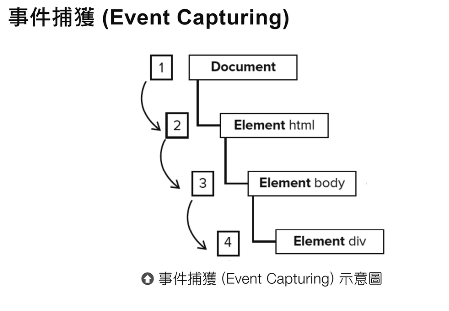 事件捕獲 (Event Capturing)
1 Document
2 Element html
3 Element body
4 Element div
事件捕獲 (Event Capturing) 示意圖